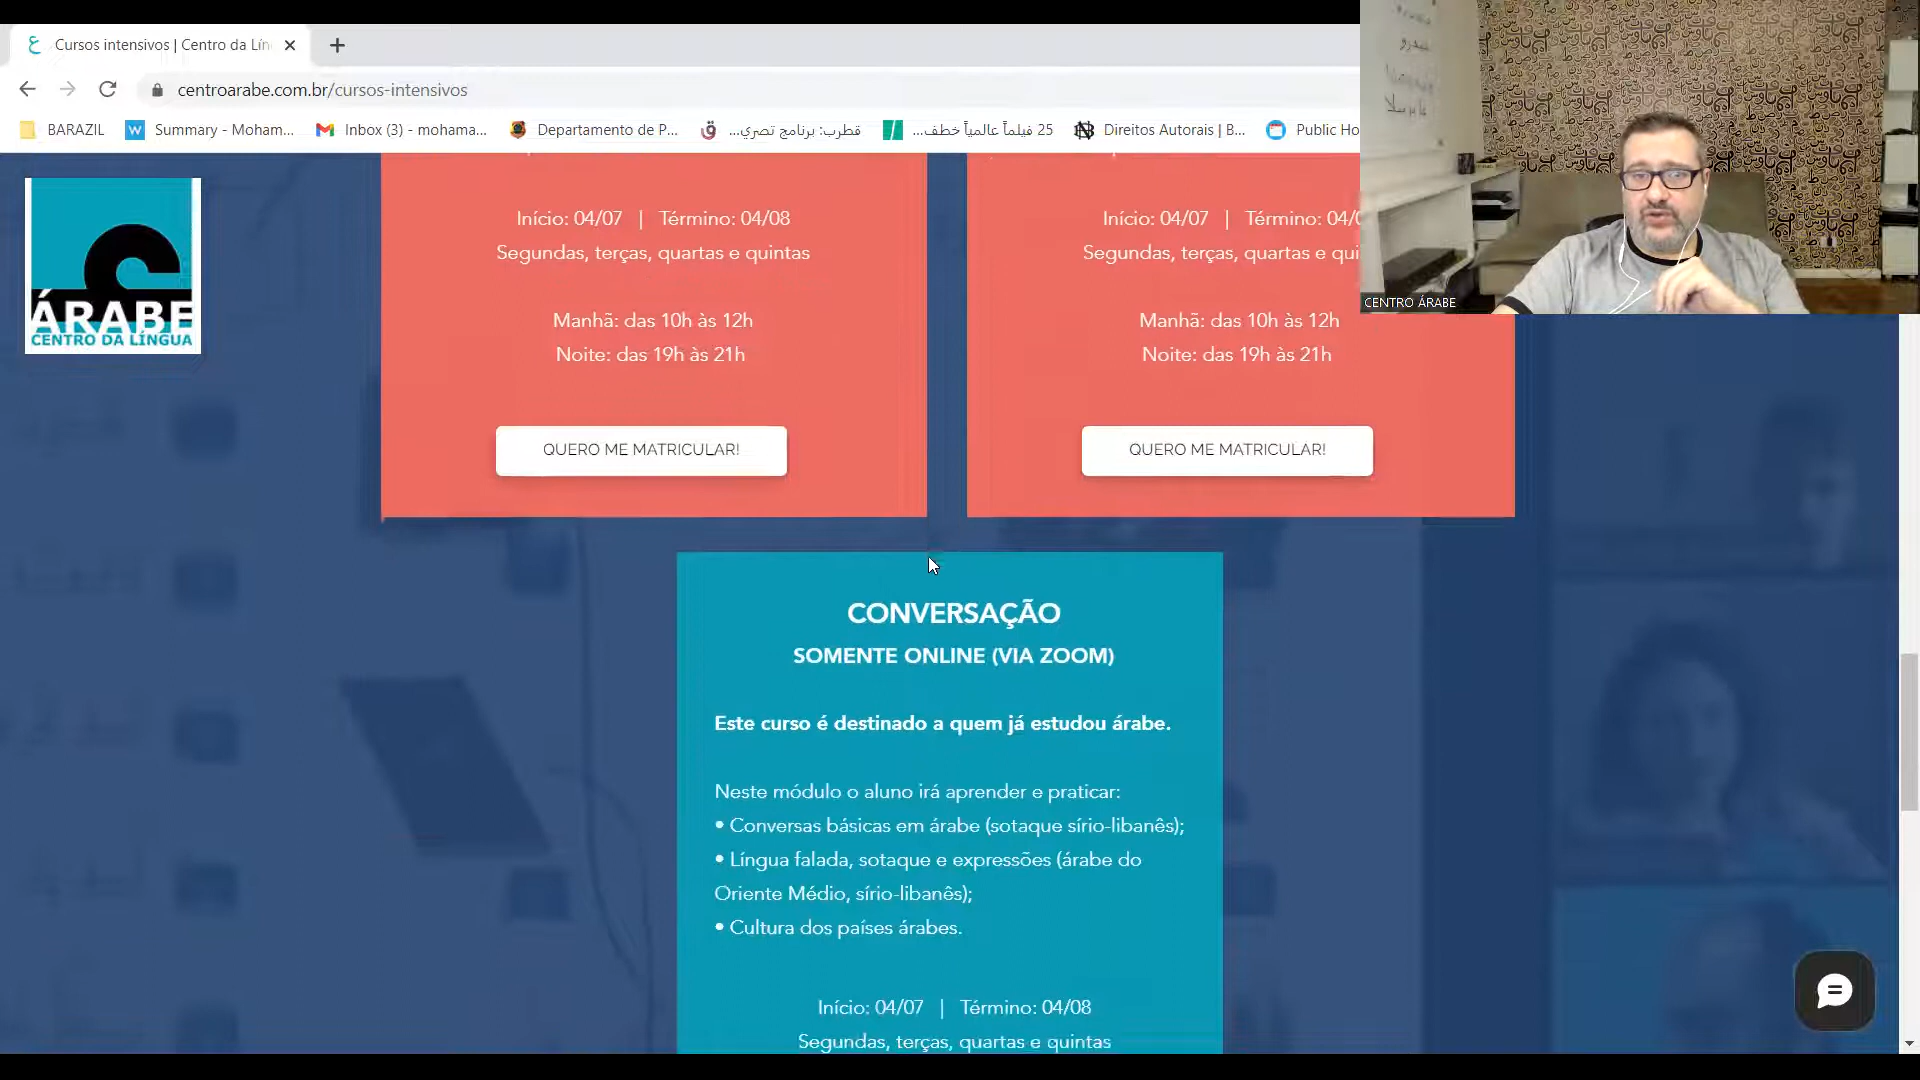 Cursos intensivos | Centro da Lín
centroarabe.com.br/cursos-intensivos
BARAZIL
Summary - Moham...
Inbox (3) - mohama...
Departamento de P...
قطرب: برنامج تصري...
25 فيلماً عالمياً خطف...
Direitos Autorais | B...
Public Ho
ÁRABE
CENTRO DA LÍNGUA
CENTRO ÁRABE
Início: 04/07 | Término: 04/08
Segundas, terças, quartas e quintas
Manhã: das 10h às 12h
Noite: das 19h às 21h
QUERO ME MATRICULAR!
Início: 04/07 | Término: 04/0
Segundas, terças, quartas e qui
Manhã: das 10h às 12h
Noite: das 19h às 21h
QUERO ME MATRICULAR!
CONVERSAÇÃO
SOMENTE ONLINE (VIA ZOOM)
Este curso é destinado a quem já estudou árabe.
Neste módulo o aluno irá aprender e praticar:
• Conversas básicas em árabe (sotaque sírio-libanês);
• Língua falada, sotaque e expressões (árabe do
Oriente Médio, sírio-libanês);
• Cultura dos países árabes.
Início: 04/07 | Término: 04/08
Segundas, terças, quartas e quintas